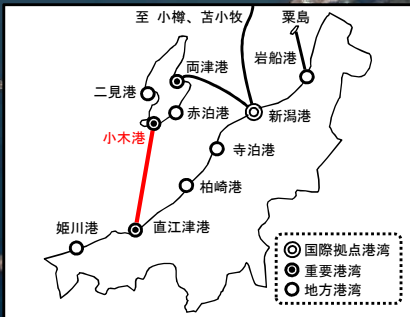 至 小樽、苫小牧
粟島
両津港
岩船港
二見港
赤泊港
新潟港
小木港
寺泊港
柏崎港
姫川港
直江津港
国際拠点港湾
重要港湾
地方港湾